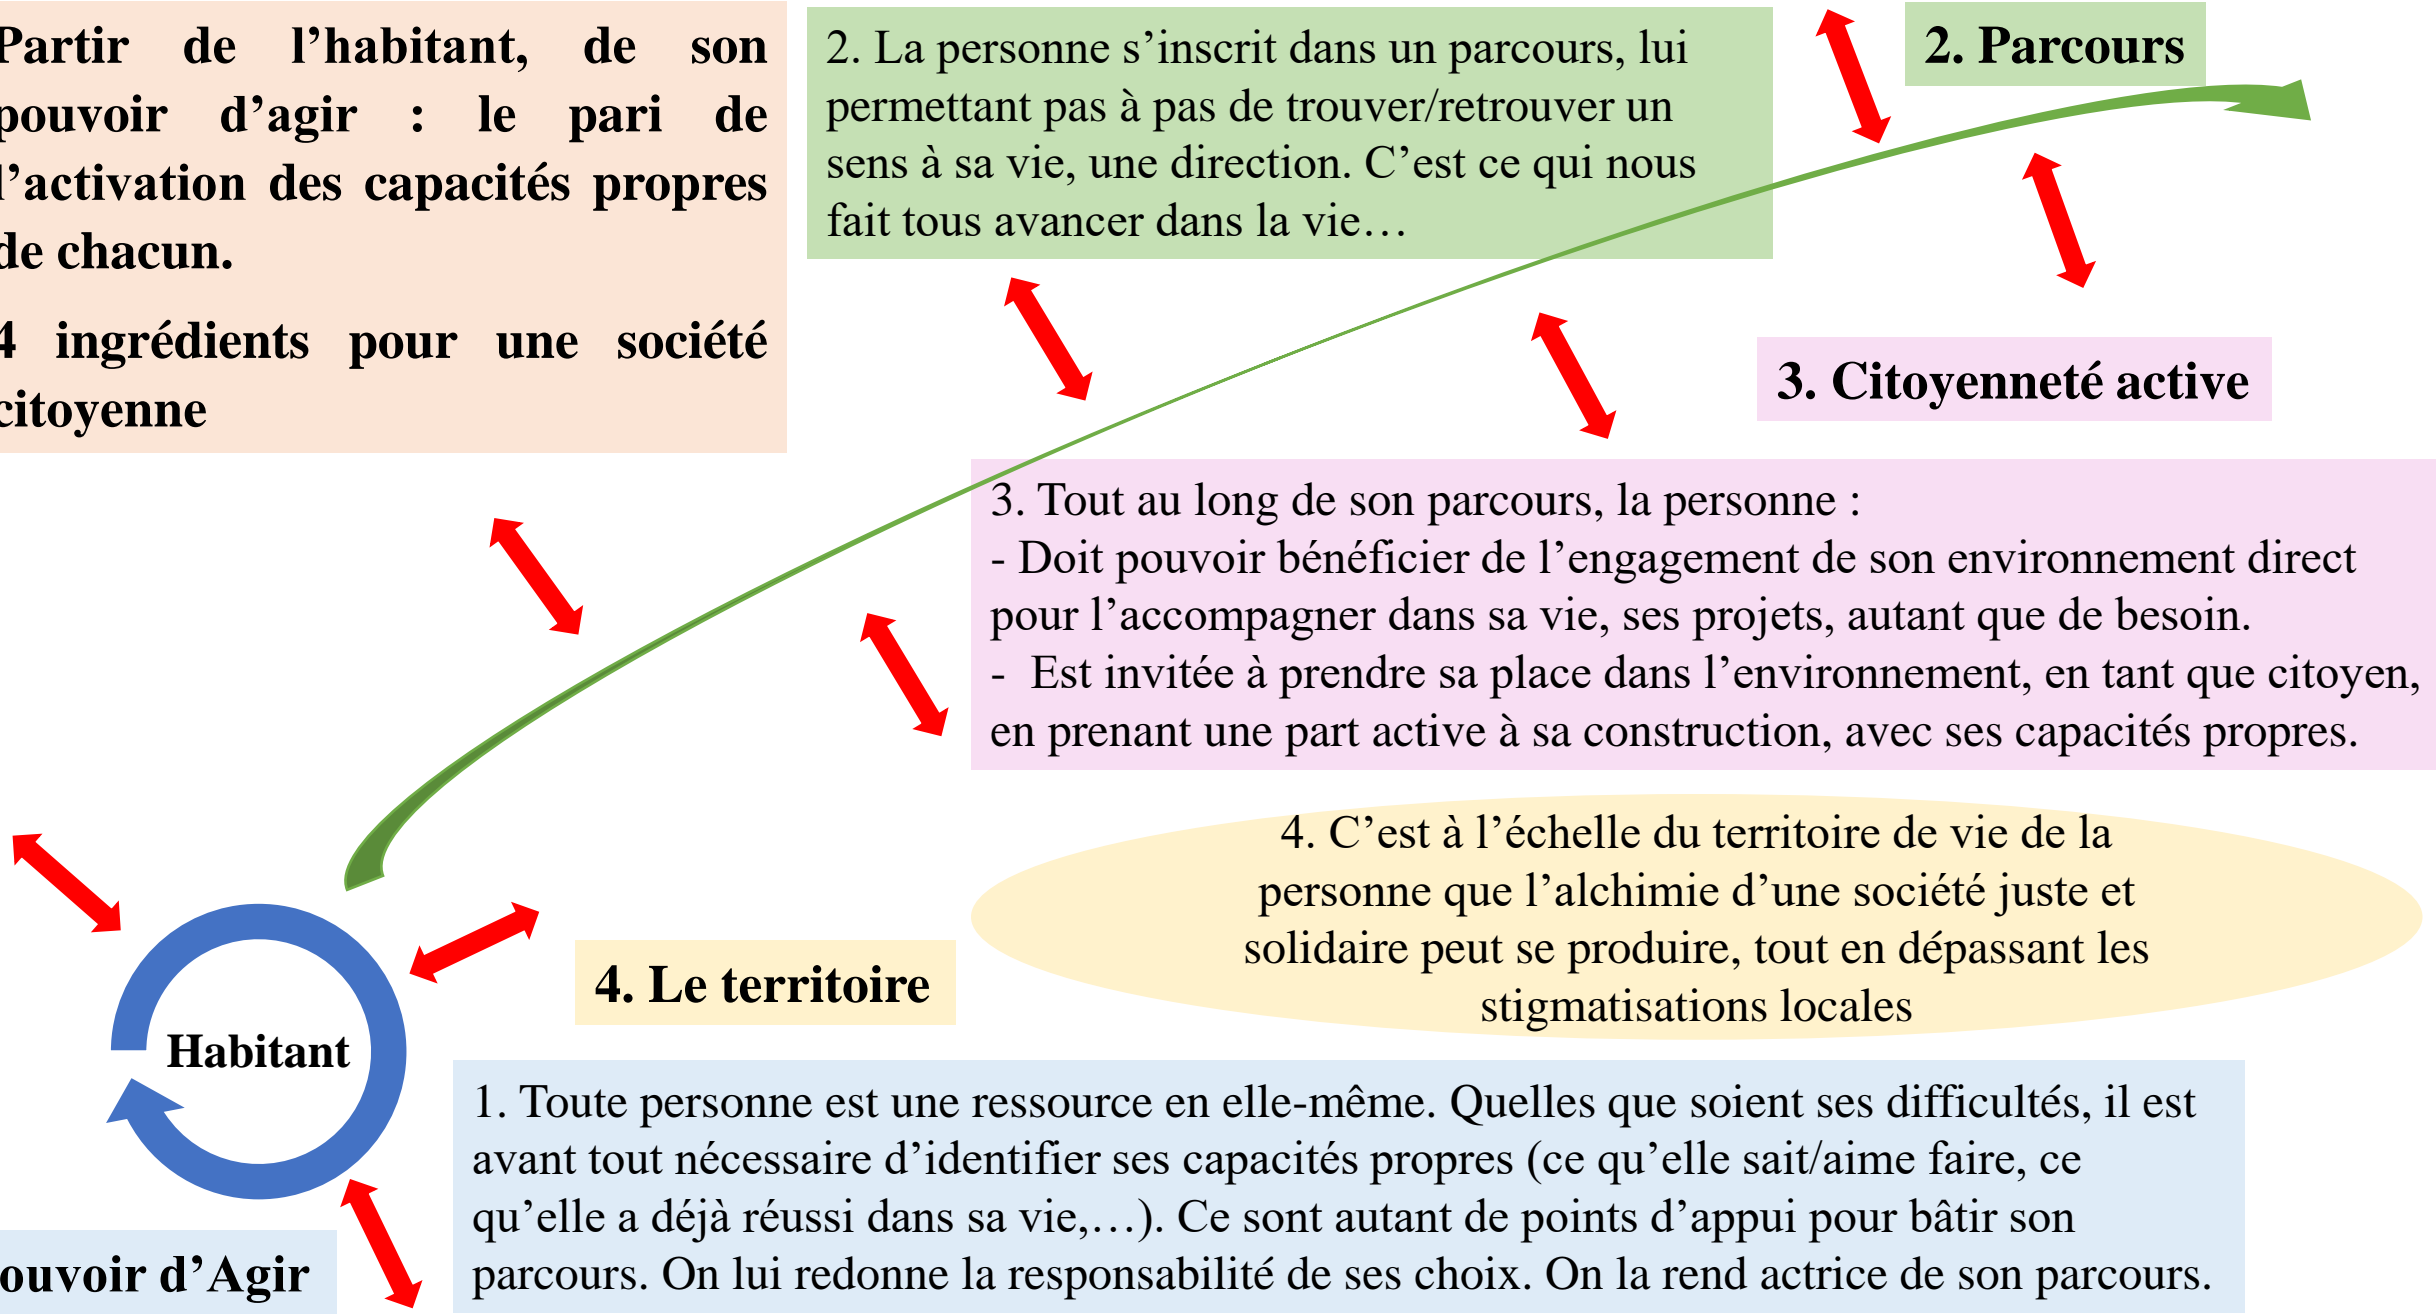 Partir de l’habitant, de son
pouvoir d’agir : le pari de
l’activation des capacités propres
de chacun.
4 ingrédients pour une société
citoyenne
2. La personne s’inscrit dans un parcours, lui
permettant pas à pas de trouver/retrouver un
sens à sa vie, une direction. C’est ce qui nous
fait tous avancer dans la vie…
2. Parcours
3. Citoyenneté active
3. Tout au long de son parcours, la personne :
- Doit pouvoir bénéficier de l’engagement de son environnement direct
pour l’accompagner dans sa vie, ses projets, autant que de besoin.
- Est invitée à prendre sa place dans l’environnement, en tant que citoyen,
en prenant une part active à sa construction, avec ses capacités propres.
4. C’est à l’échelle du territoire de vie de la
personne que l’alchimie d’une société juste et
solidaire peut se produire, tout en dépassant les
stigmatisations locales
4. Le territoire
Habitant
1. Toute personne est une ressource en elle-même. Quelles que soient ses difficultés, il est
avant tout nécessaire d’identifier ses capacités propres (ce qu’elle sait/aime faire, ce
qu’elle a déjà réussi dans sa vie,…). Ce sont autant de points d’appui pour bâtir son
parcours. On lui redonne la responsabilité de ses choix. On la rend actrice de son parcours.
ouvoir d’Agir